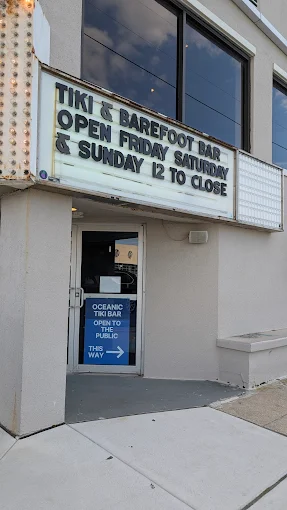 TIKI & BAREFOOT BAR
OPEN FRIDAY SATURDAY
& SUNDAY 12 TO CLOSE
OCEANIC
TIKI BAR
OPEN TO
THE
PUBLIC
THIS
WAY →